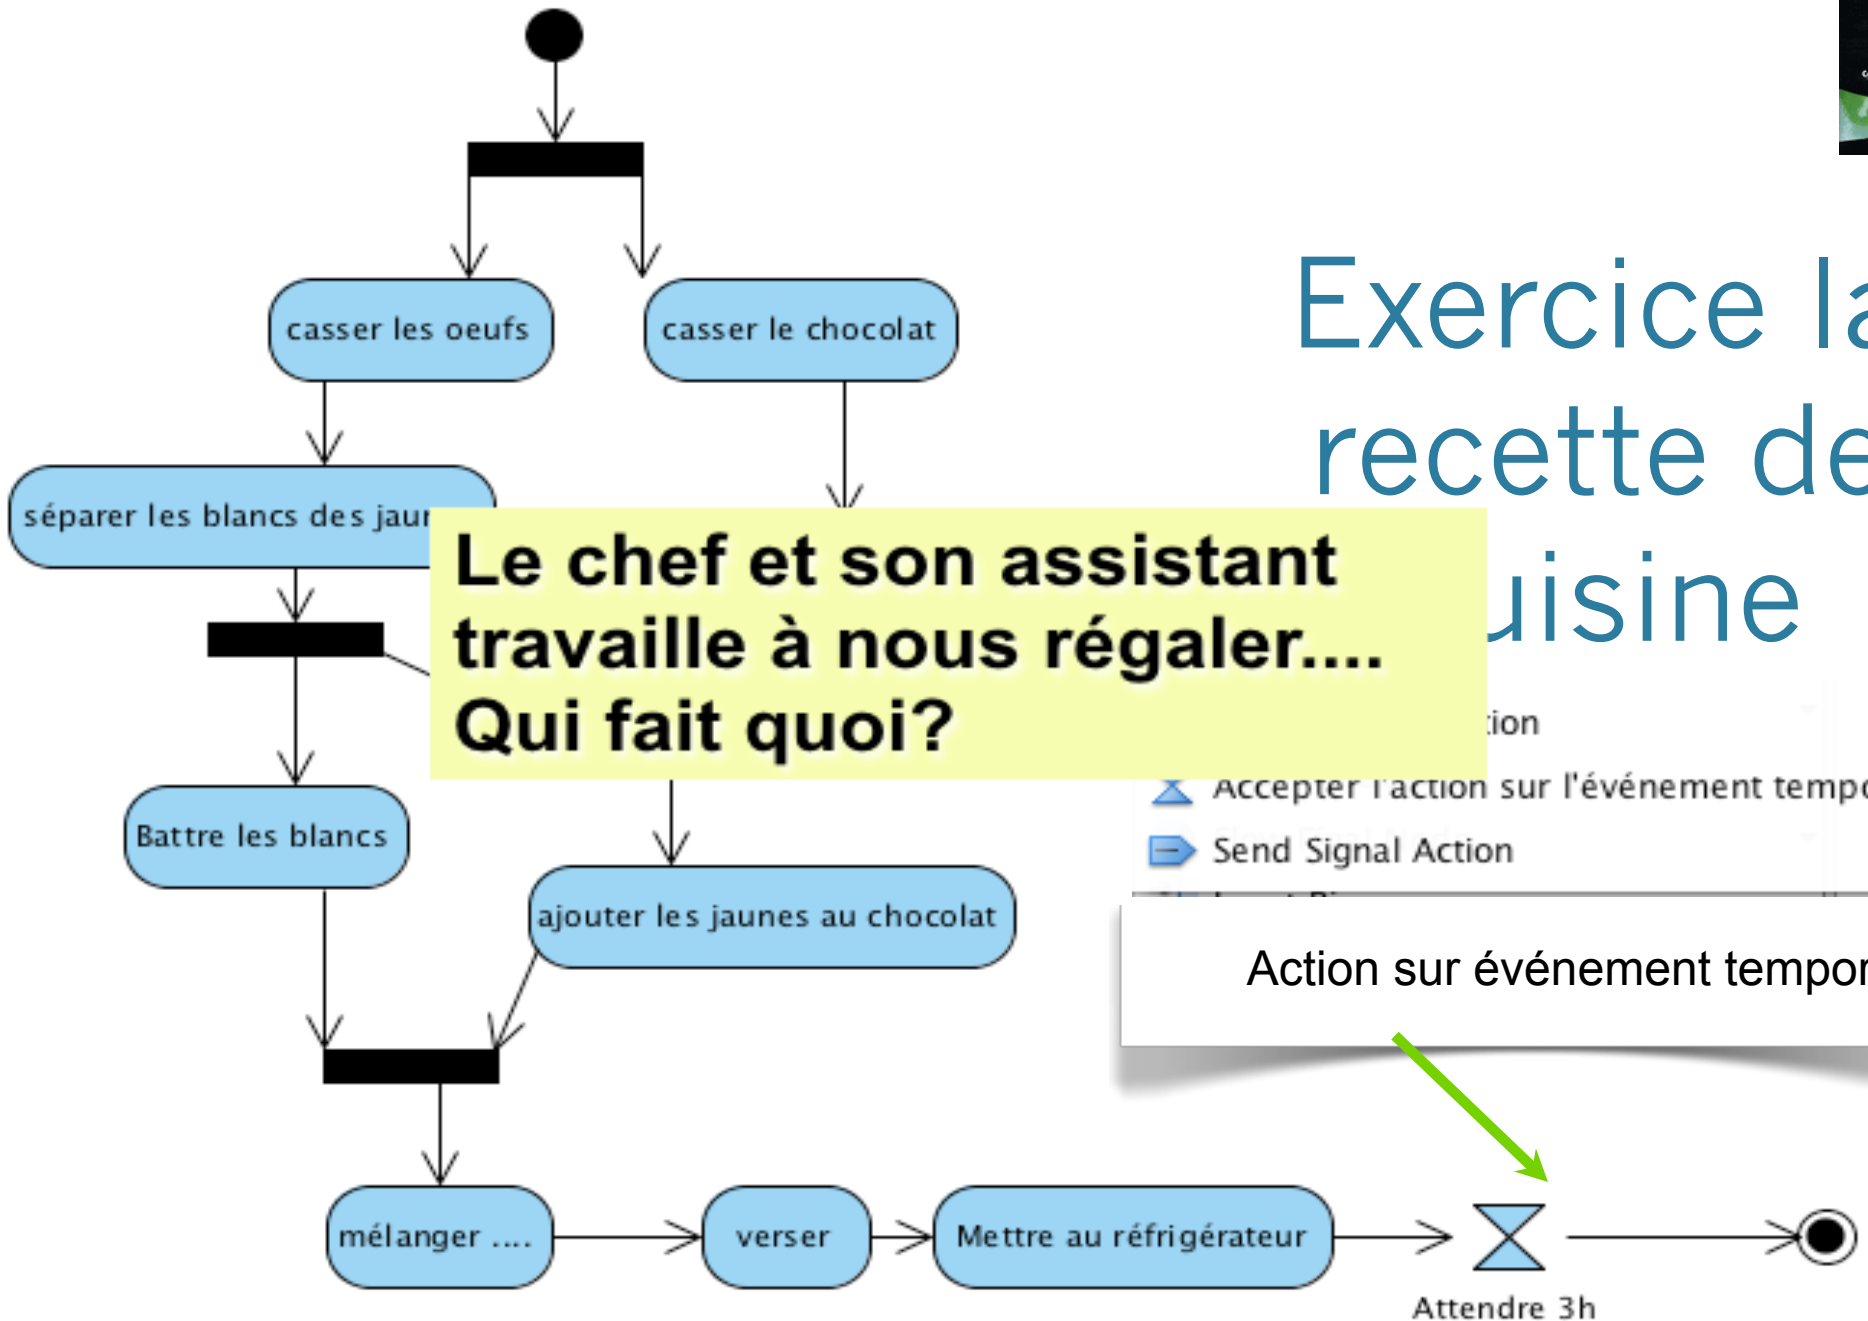 casser les oeufs
casser le chocolat
Exercice la
recette de
uisine
séparer les blancs des jaun
Le chef et son assistant
travaille à nous régaler....
Qui fait quoi?
tion
Accepter l'action sur l'événement tempo
Send Signal Action
Battre les blancs
ajouter les jaunes au chocolat
Action sur événement tempor
mélanger ....
verser
Mettre au réfrigérateur
Attendre 3h